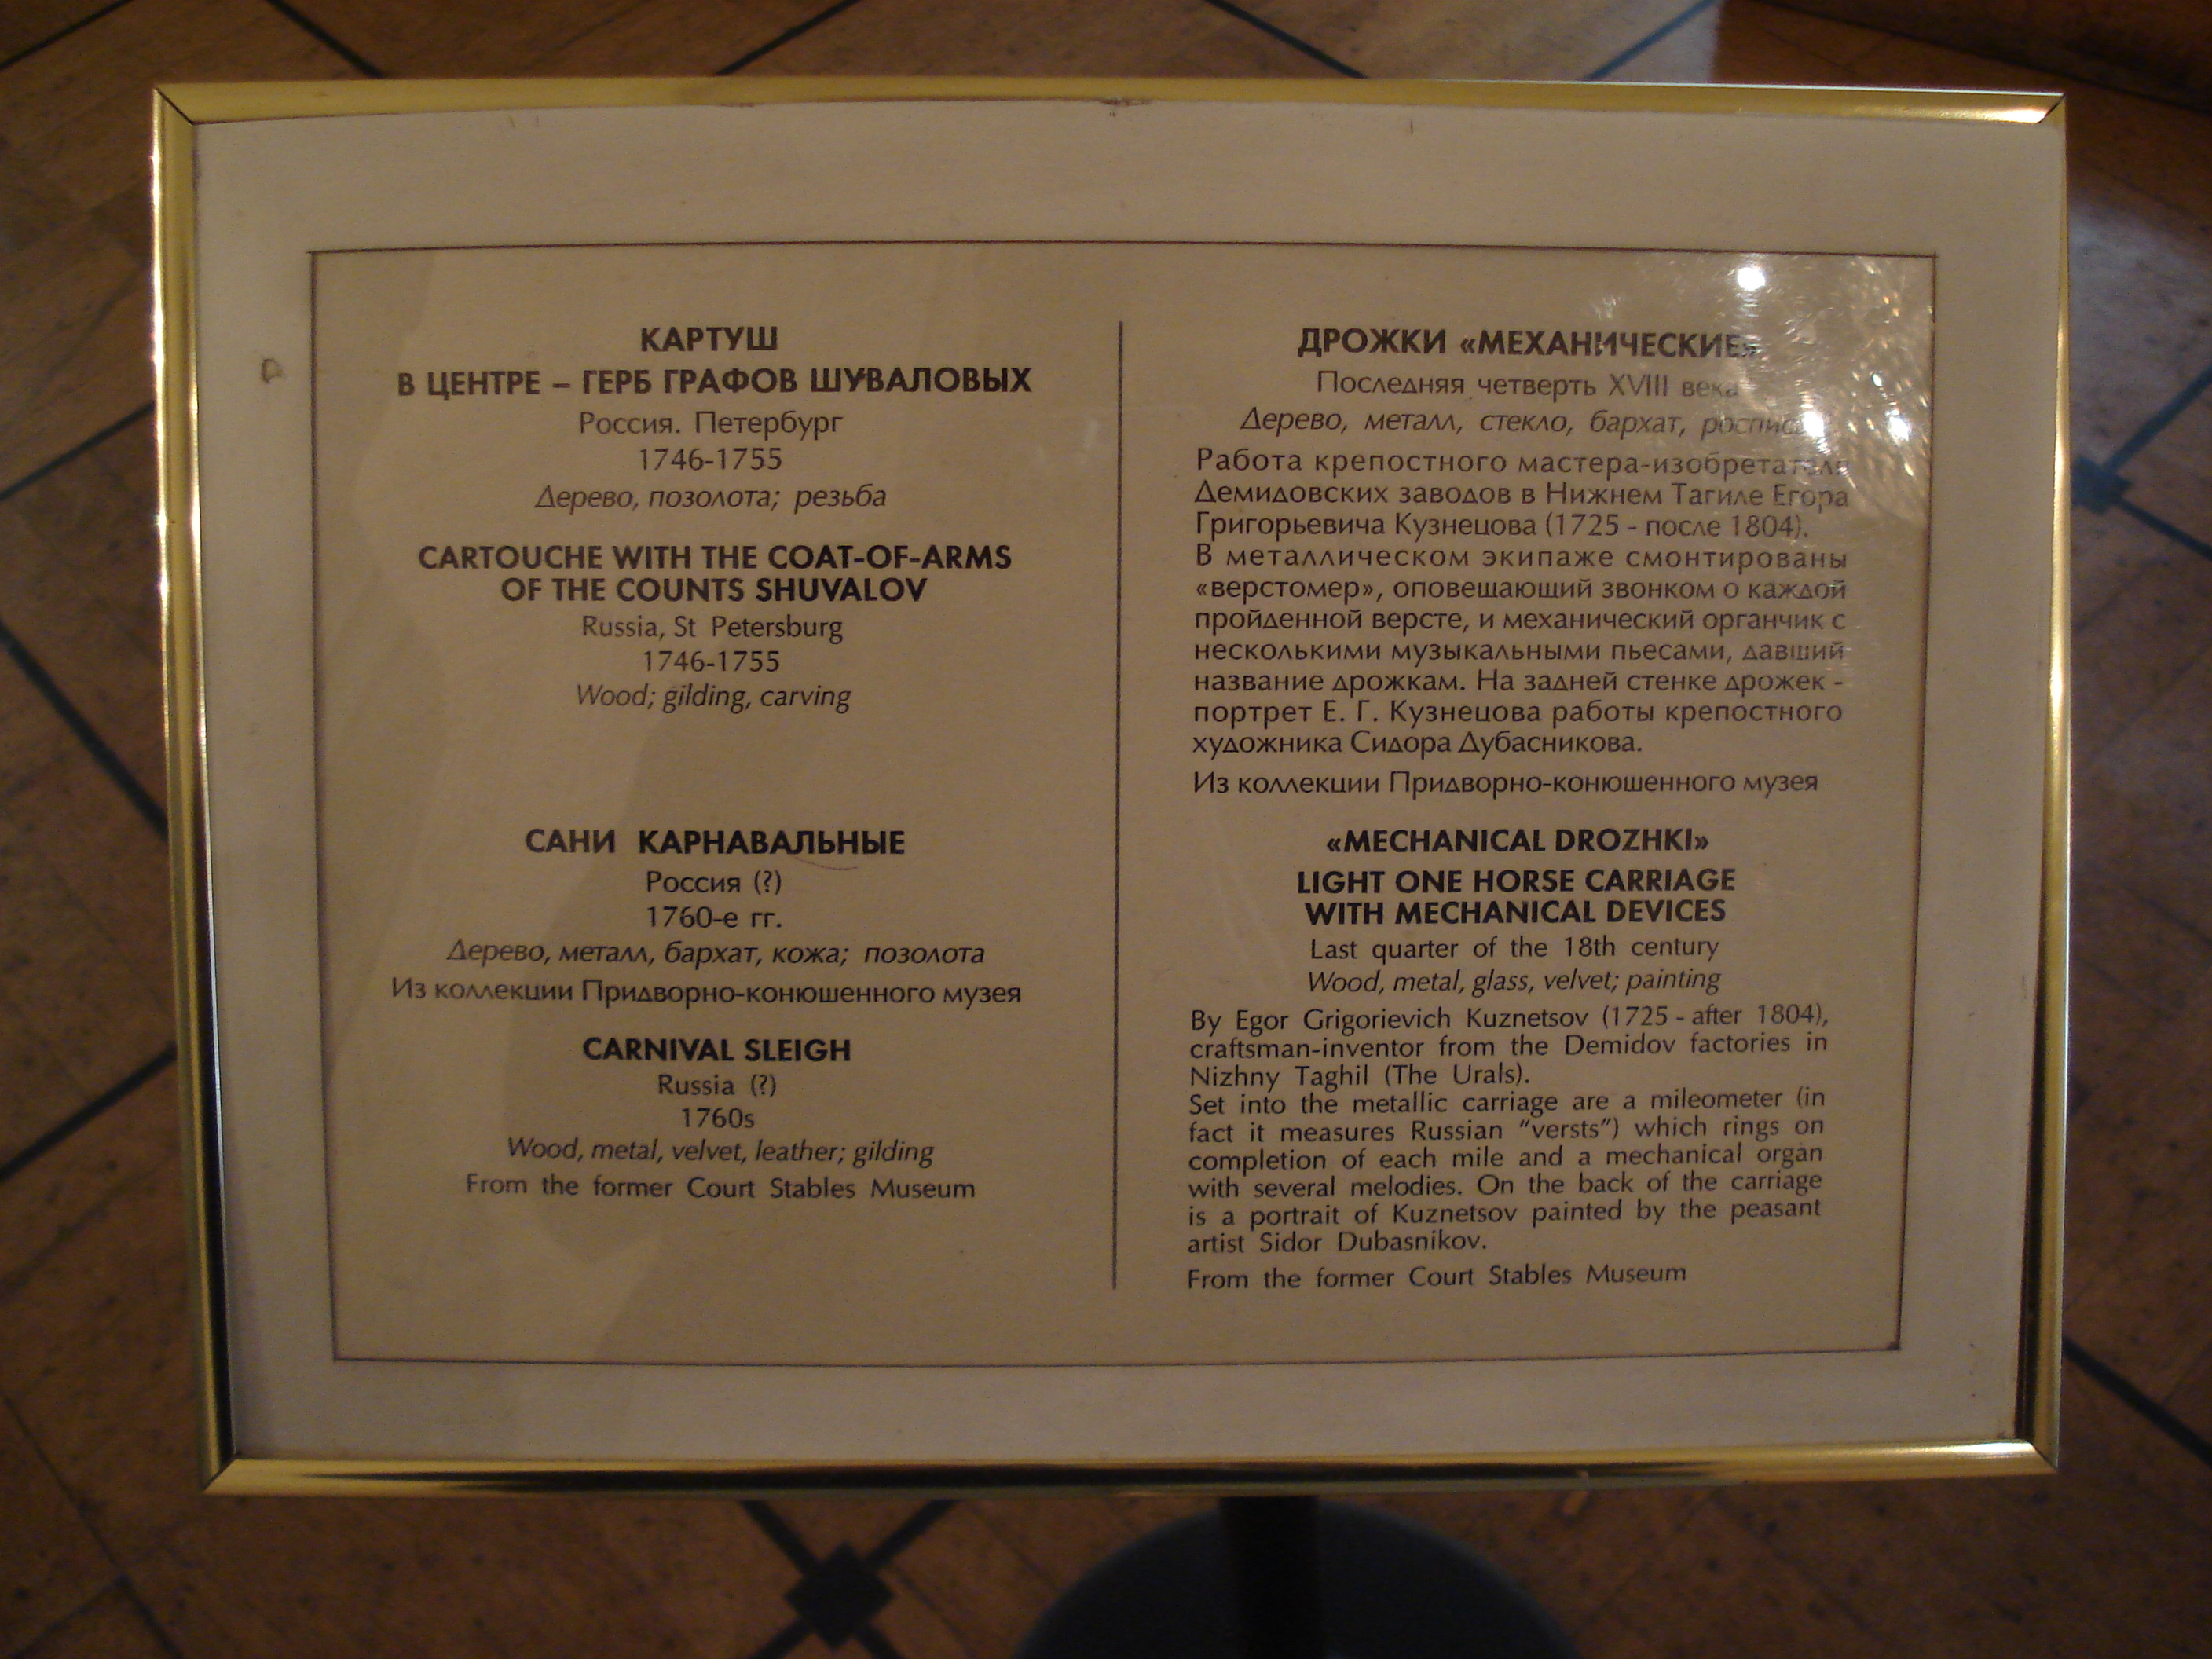 КАРТУШ
В ЦЕНТРЕ – ГЕРБ ГРАФОВ ШУВАЛОВЫХ
Россия. Петербург
1746-1755
Дерево, позолота; резьба
CARTOUCHE WITH THE COAT-OF-ARMS
OF THE COUNTS SHUVALOV
Russia, St Petersburg
1746-1755
Wood; gilding, carving
САНИ КАРНАВАЛЬНЫЕ
Россия (?)
1760-е гг.
Дерево, металл, бархат, кожа; позолота
Из коллекции Придворно-конюшенного музея
CARNIVAL SLEIGH
Russia (?)
1760s
Wood, metal, velvet, leather; gilding
From the former Court Stables Museum
ДРОЖКИ «МЕХАНИЧЕСКИЕ»
Последняя четверть XVIII века
Дерево, металл, стекло, бархат, роспись
Работа крепостного мастера-изобретателя
Демидовских заводов в Нижнем Тагиле Егора
Григорьевича Кузнецова (1725 - после 1804).
В металлическом экипаже смонтированы
«верстомер», оповещающий звонком о каждой
пройденной версте, и механический органчик с
несколькими музыкальными пьесами, давший
название дрожкам. На задней стенке дрожек -
портрет Е. Г. Кузнецова работы крепостного
художника Сидора Дубасникова.
Из коллекции Придворно-конюшенного музея
«MECHANICAL DROZHKI»
LIGHT ONE HORSE CARRIAGE
WITH MECHANICAL DEVICES
Last quarter of the 18th century
Wood, metal, glass, velvet; painting
By Egor Grigorievich Kuznetsov (1725 - after 1804),
craftsman-inventor from the Demidov factories in
Nizhny Taghil (The Urals).
Set into the metallic carriage are a mileometer (in
fact it measures Russian “versts”) which rings on
completion of each mile and a mechanical organ
with several melodies. On the back of the carriage
is a portrait of Kuznetsov painted by the peasant
artist Sidor Dubasnikov.
From the former Court Stables Museum